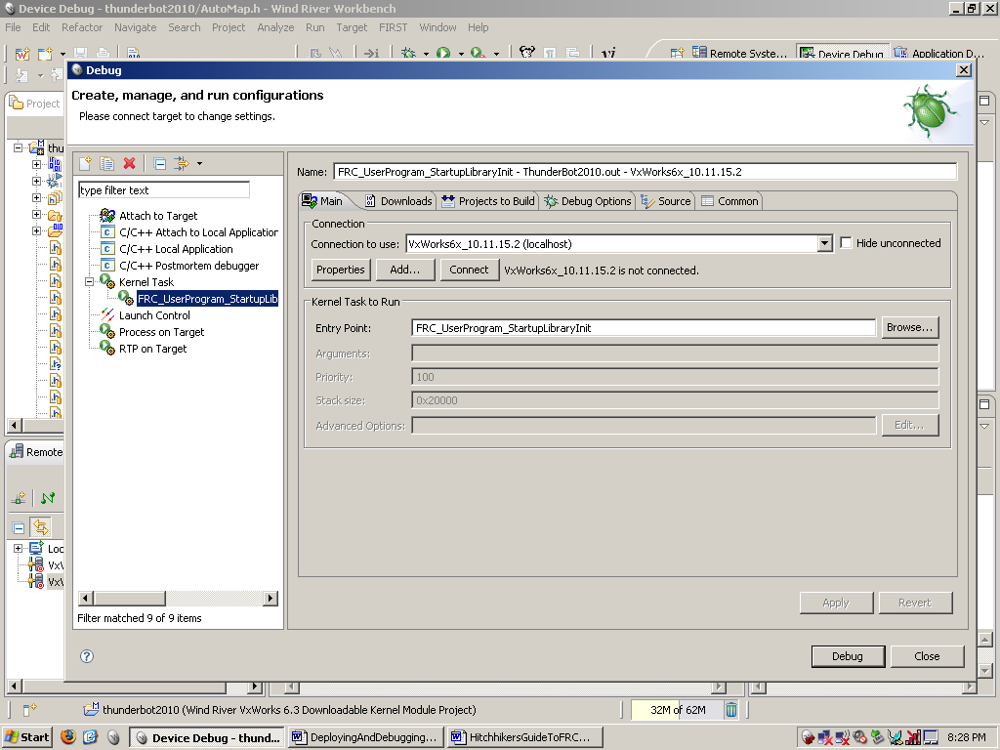 Device Debug - thunderbot2010/AutoMap.h - Wind River Workbench
File Edit Refactor Navigate Search Project Analyze Run Target FIRST Window Help
Remote Syste... Device Debug Application D...
Debug
Create, manage, and run configurations
Please connect target to change settings.
Project
thu
type filter text
Attach to Target
C/C++ Attach to Local Application
C/C++ Local Application
C/C++ Postmortem debugger
Kernel Task
FRC_UserProgram_StartupLib
Launch Control
Process on Target
RTP on Target
Filter matched 9 of 9 items
Name: FRC_UserProgram_StartupLibraryInit - ThunderBot2010.out - VxWorks6x_10.11.15.2
Main Downloads Projects to Build Debug Options Source Common
Connection
Connection to use: VxWorks6x_10.11.15.2 (localhost) Hide unconnected
Properties Add... Connect VxWorks6x_10.11.15.2 is not connected.
Kernel Task to Run
Entry Point: FRC_UserProgram_StartupLibraryInit Browse...
Arguments:
Priority: 100
Stack size: 0x20000
Advanced Options: Edit...
Apply Revert
Debug Close
Remote
Loc
VxV
VxV
thunderbot2010 (Wind River VxWorks 6.3 Downloadable Kernel Module Project) 32M of 62M
Start Device Debug - thund... DeployingAndDebugging... HitchhikersGuideToFRC... 8:28 PM